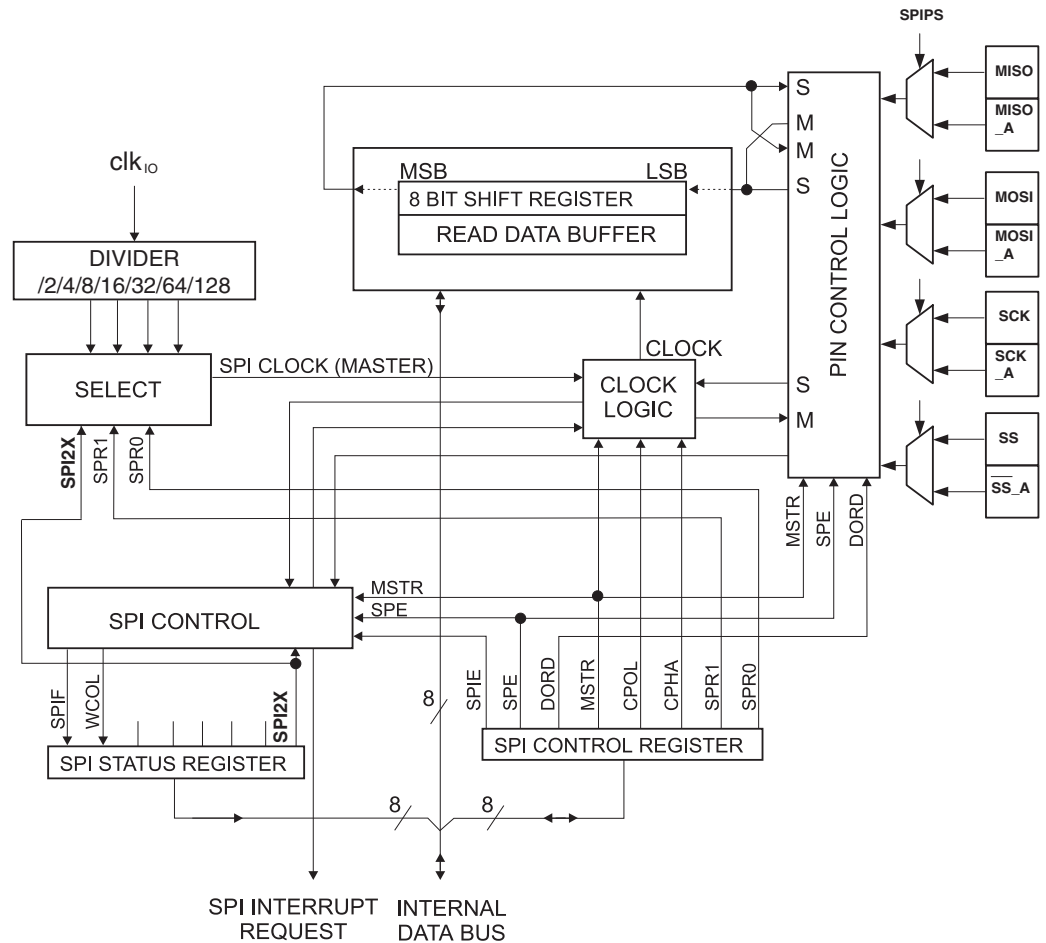 SPIPS
MISO
MISO
_A
MOSI
MOSI
_A
SCK
SCK
_A
SS
SS_A
S
M
M
S
S
M
PIN CONTROL LOGIC
MSTR
SPE
DORD
MSB
LSB
8 BIT SHIFT REGISTER
READ DATA BUFFER
clkIO
DIVIDER
/2/4/8/16/32/64/128
SELECT
SPI CLOCK (MASTER)
CLOCK
CLOCK
LOGIC
SPI2X
SPR1
SPR0
SPI CONTROL
MSTR
SPE
SPIF
WCOL
SPI2X
SPI STATUS REGISTER
8
SPIE
SPE
DORD
MSTR
CPOL
CPHA
SPR1
SPR0
SPI CONTROL REGISTER
8
8
SPI INTERRUPT
REQUEST
INTERNAL
DATA BUS